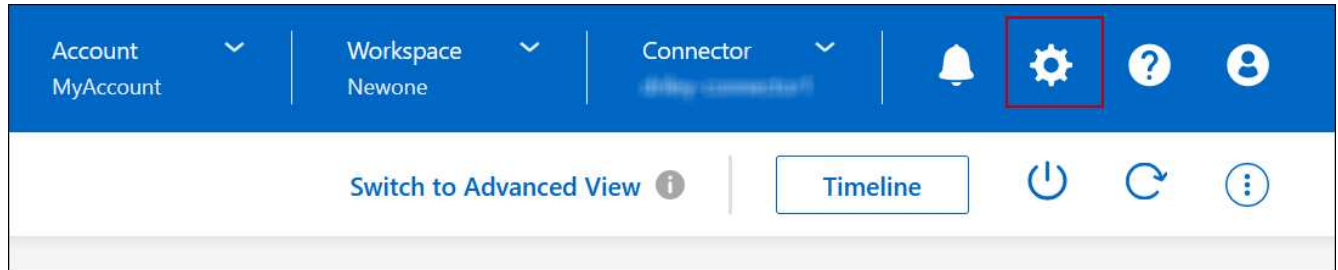 Account
MyAccount
Workspace
Newone
Connector
Switch to Advanced View
Timeline